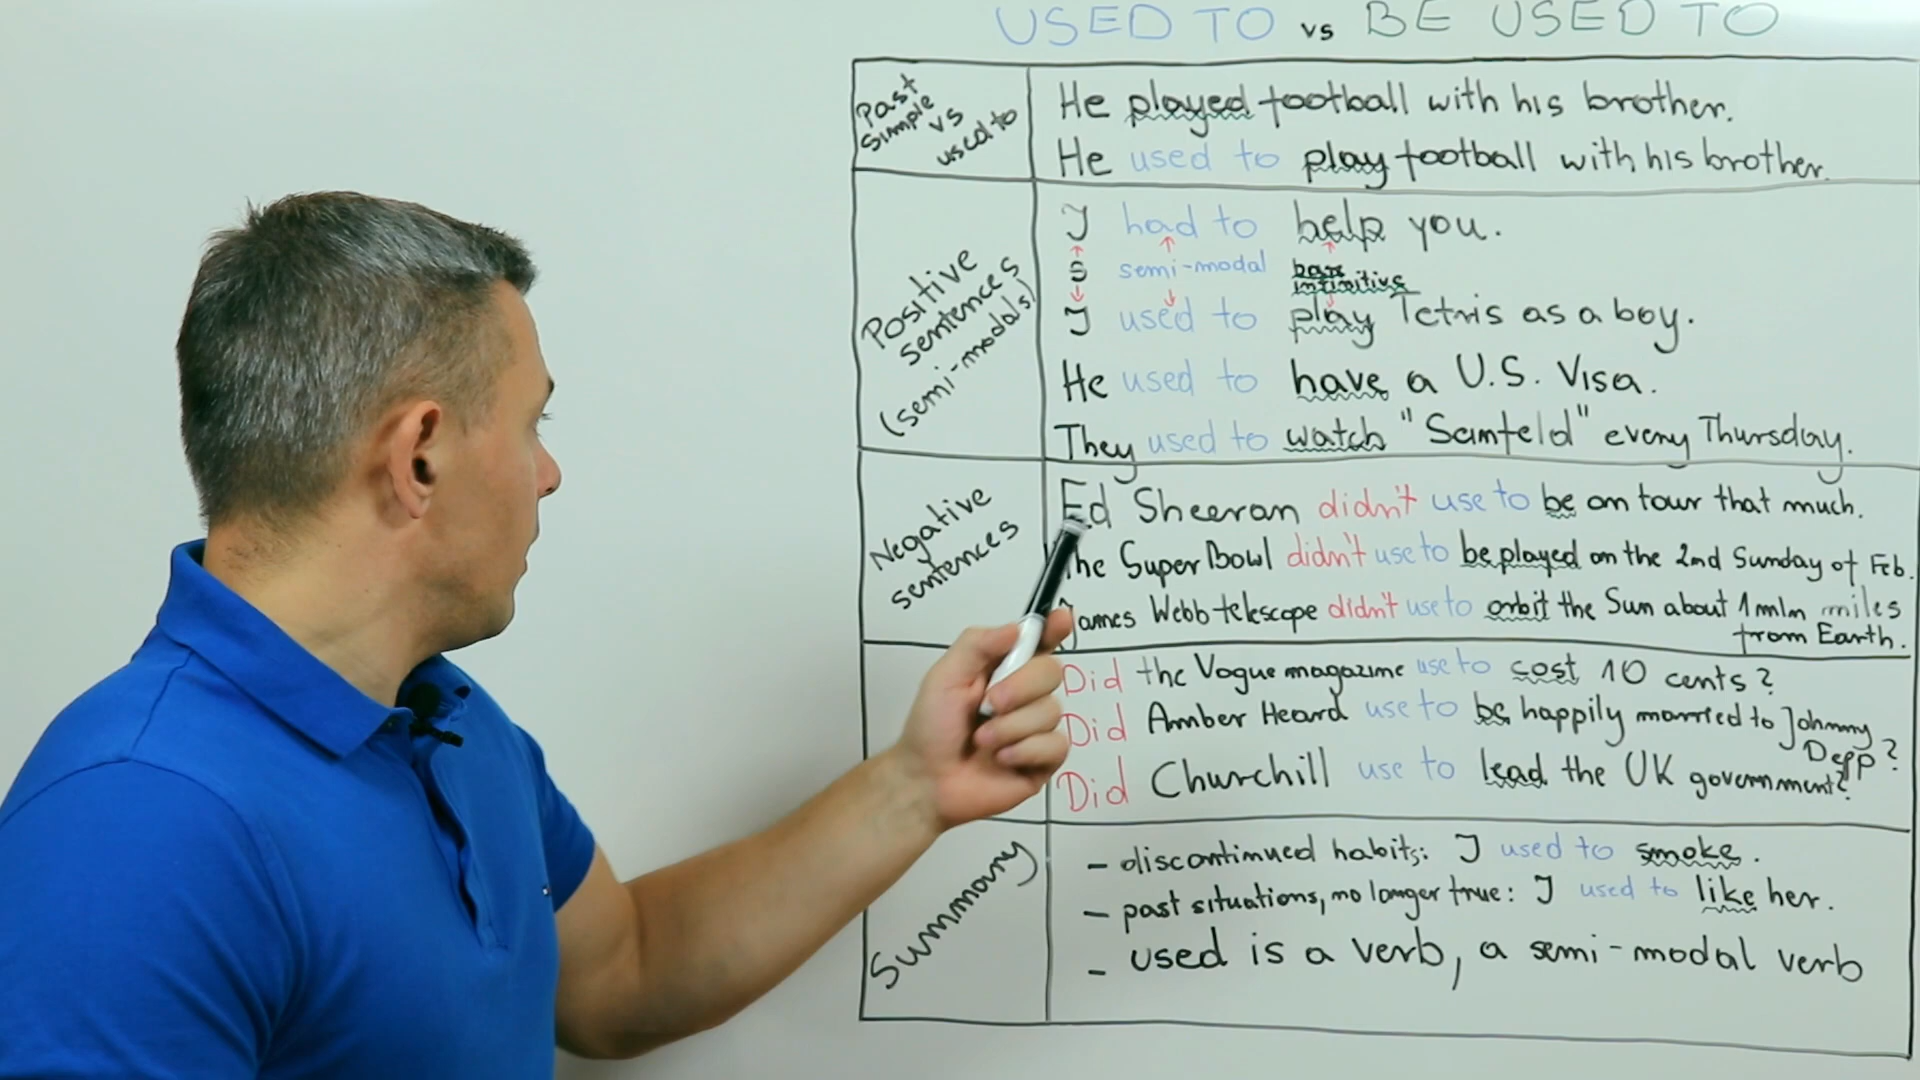 USED TO vs BE USED TO
Past
simple
vs
used to
He played football with his brother.
He used to play football with his brother.
Positive
sentences
(semi-modals)
I had to help you.
S semi-modal bare
infinitive
I used to play Tetris as a boy.
He used to have a U.S. Visa.
They used to watch "Seinfeld" every Thursday.
Negative
sentences
Ed Sheeran didn't use to be on tour that much.
The Super Bowl didn't use to be played on the 2nd Sunday of Feb.
James Webb telescope didn't use to orbit the Sun about 1 mln miles
from Earth.
Did the Vogue magazine use to cost 10 cents?
Did Amber Heard use to be happily married to Johnny
Depp?
Did Churchill use to lead the UK government?
Summary
- discontinued habits: I used to smoke.
- past situations, no longer true: I used to like her.
- used is a verb, a semi-modal verb